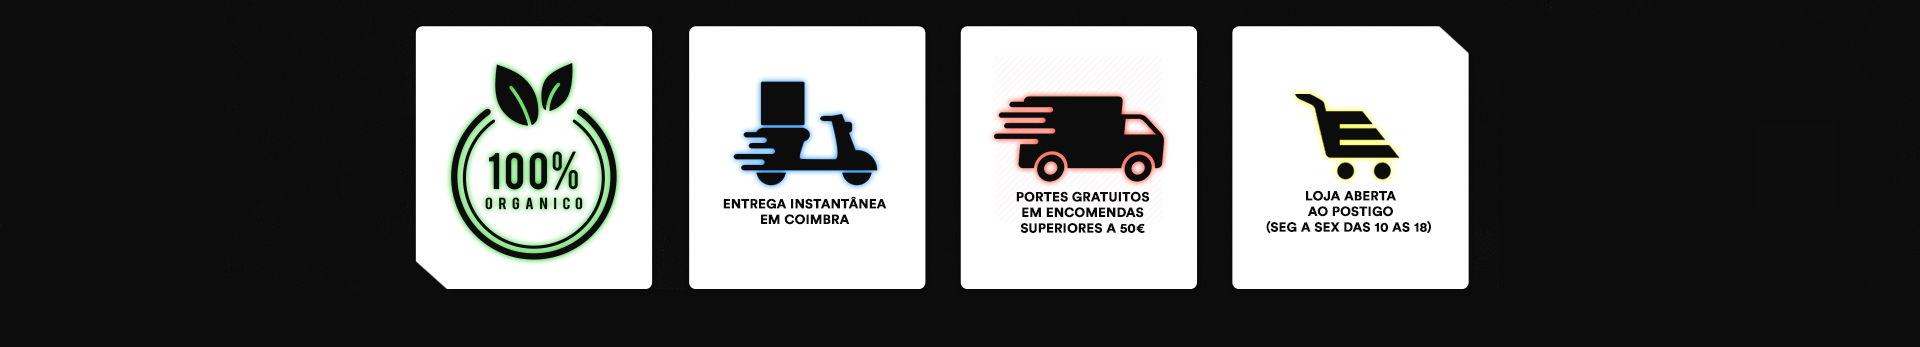 100%
ORGANICO
ENTREGA INSTANTÂNEA
EM COIMBRA
PORTES GRATUITOS
EM ENCOMENDAS
SUPERIORES A 50€
LOJA ABERTA
AO POSTIGO
(SEG A SEX DAS 10 AS 18)